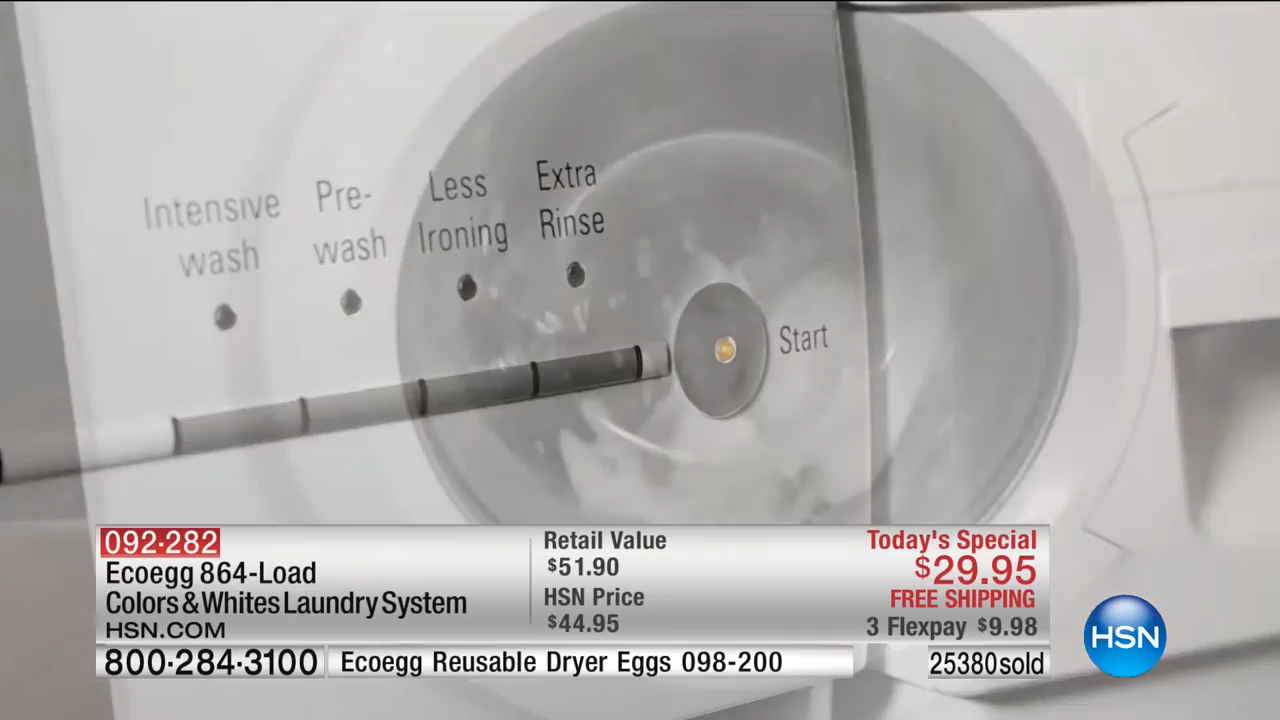 Intensive
wash
Pre-
wash
Less
Ironing
Extra
Rinse
Start
092-282
Ecoegg 864-Load
Colors & Whites Laundry System
HSN.COM
Retail Value
$51.90
HSN Price
$44.95
Today's Special
$29.95
FREE SHIPPING
3 Flexpay $9.98
HSN
800·284·3100
Ecoegg Reusable Dryer Eggs 098-200
25380 sold